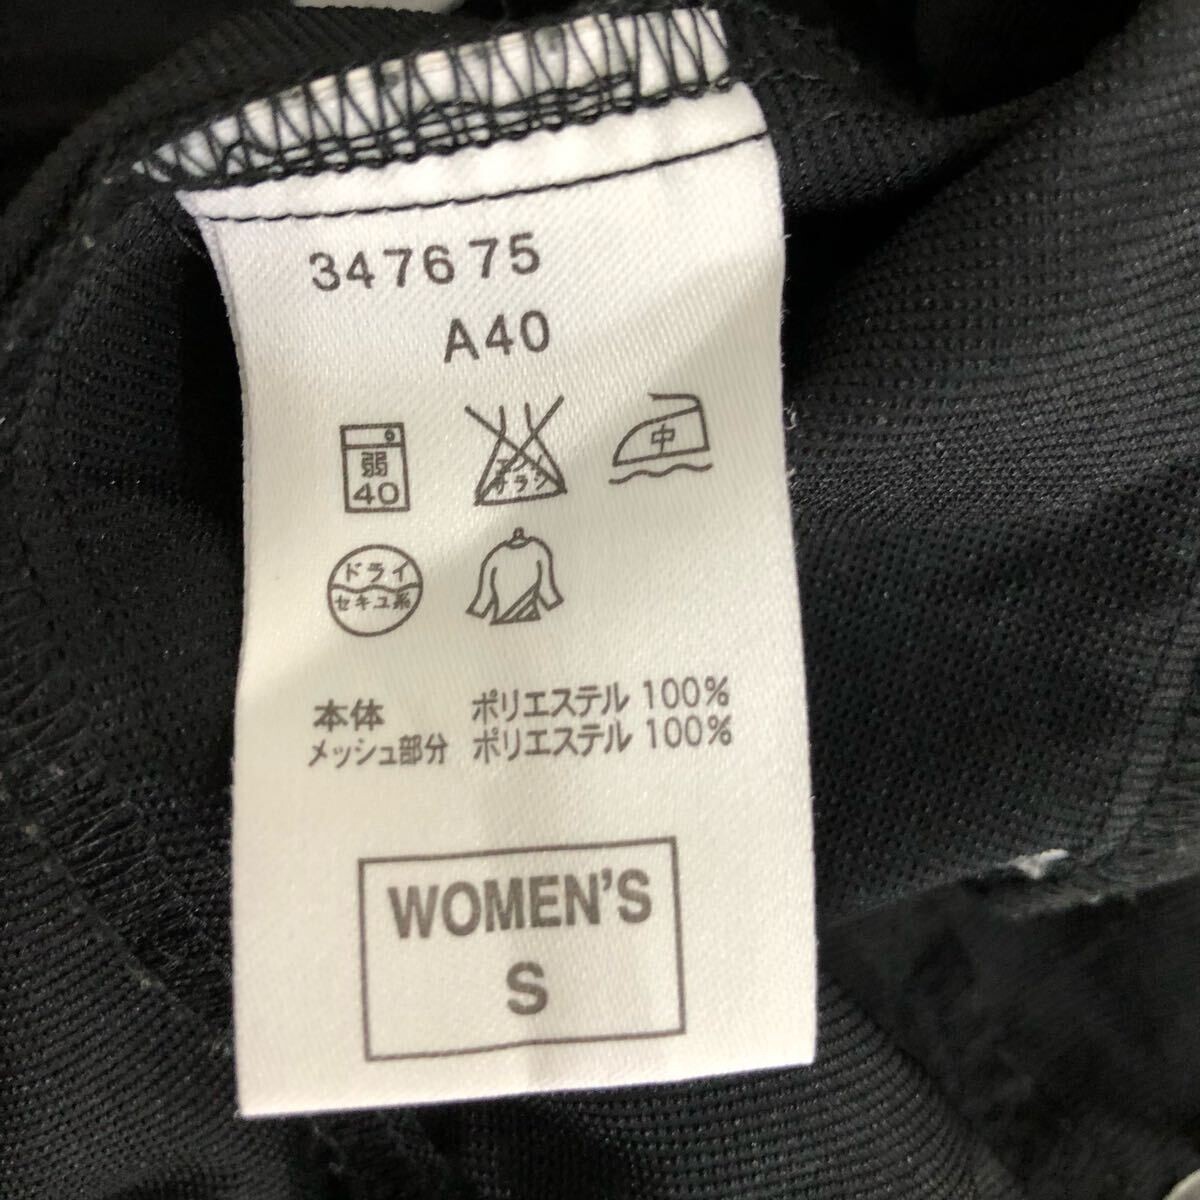 347675
A40
弱
40
エンソ
チラシ
中
ドライ
セキユ系
本体 ポリエステル 100%
メッシュ部分 ポリエステル 100%
WOMEN'S
S